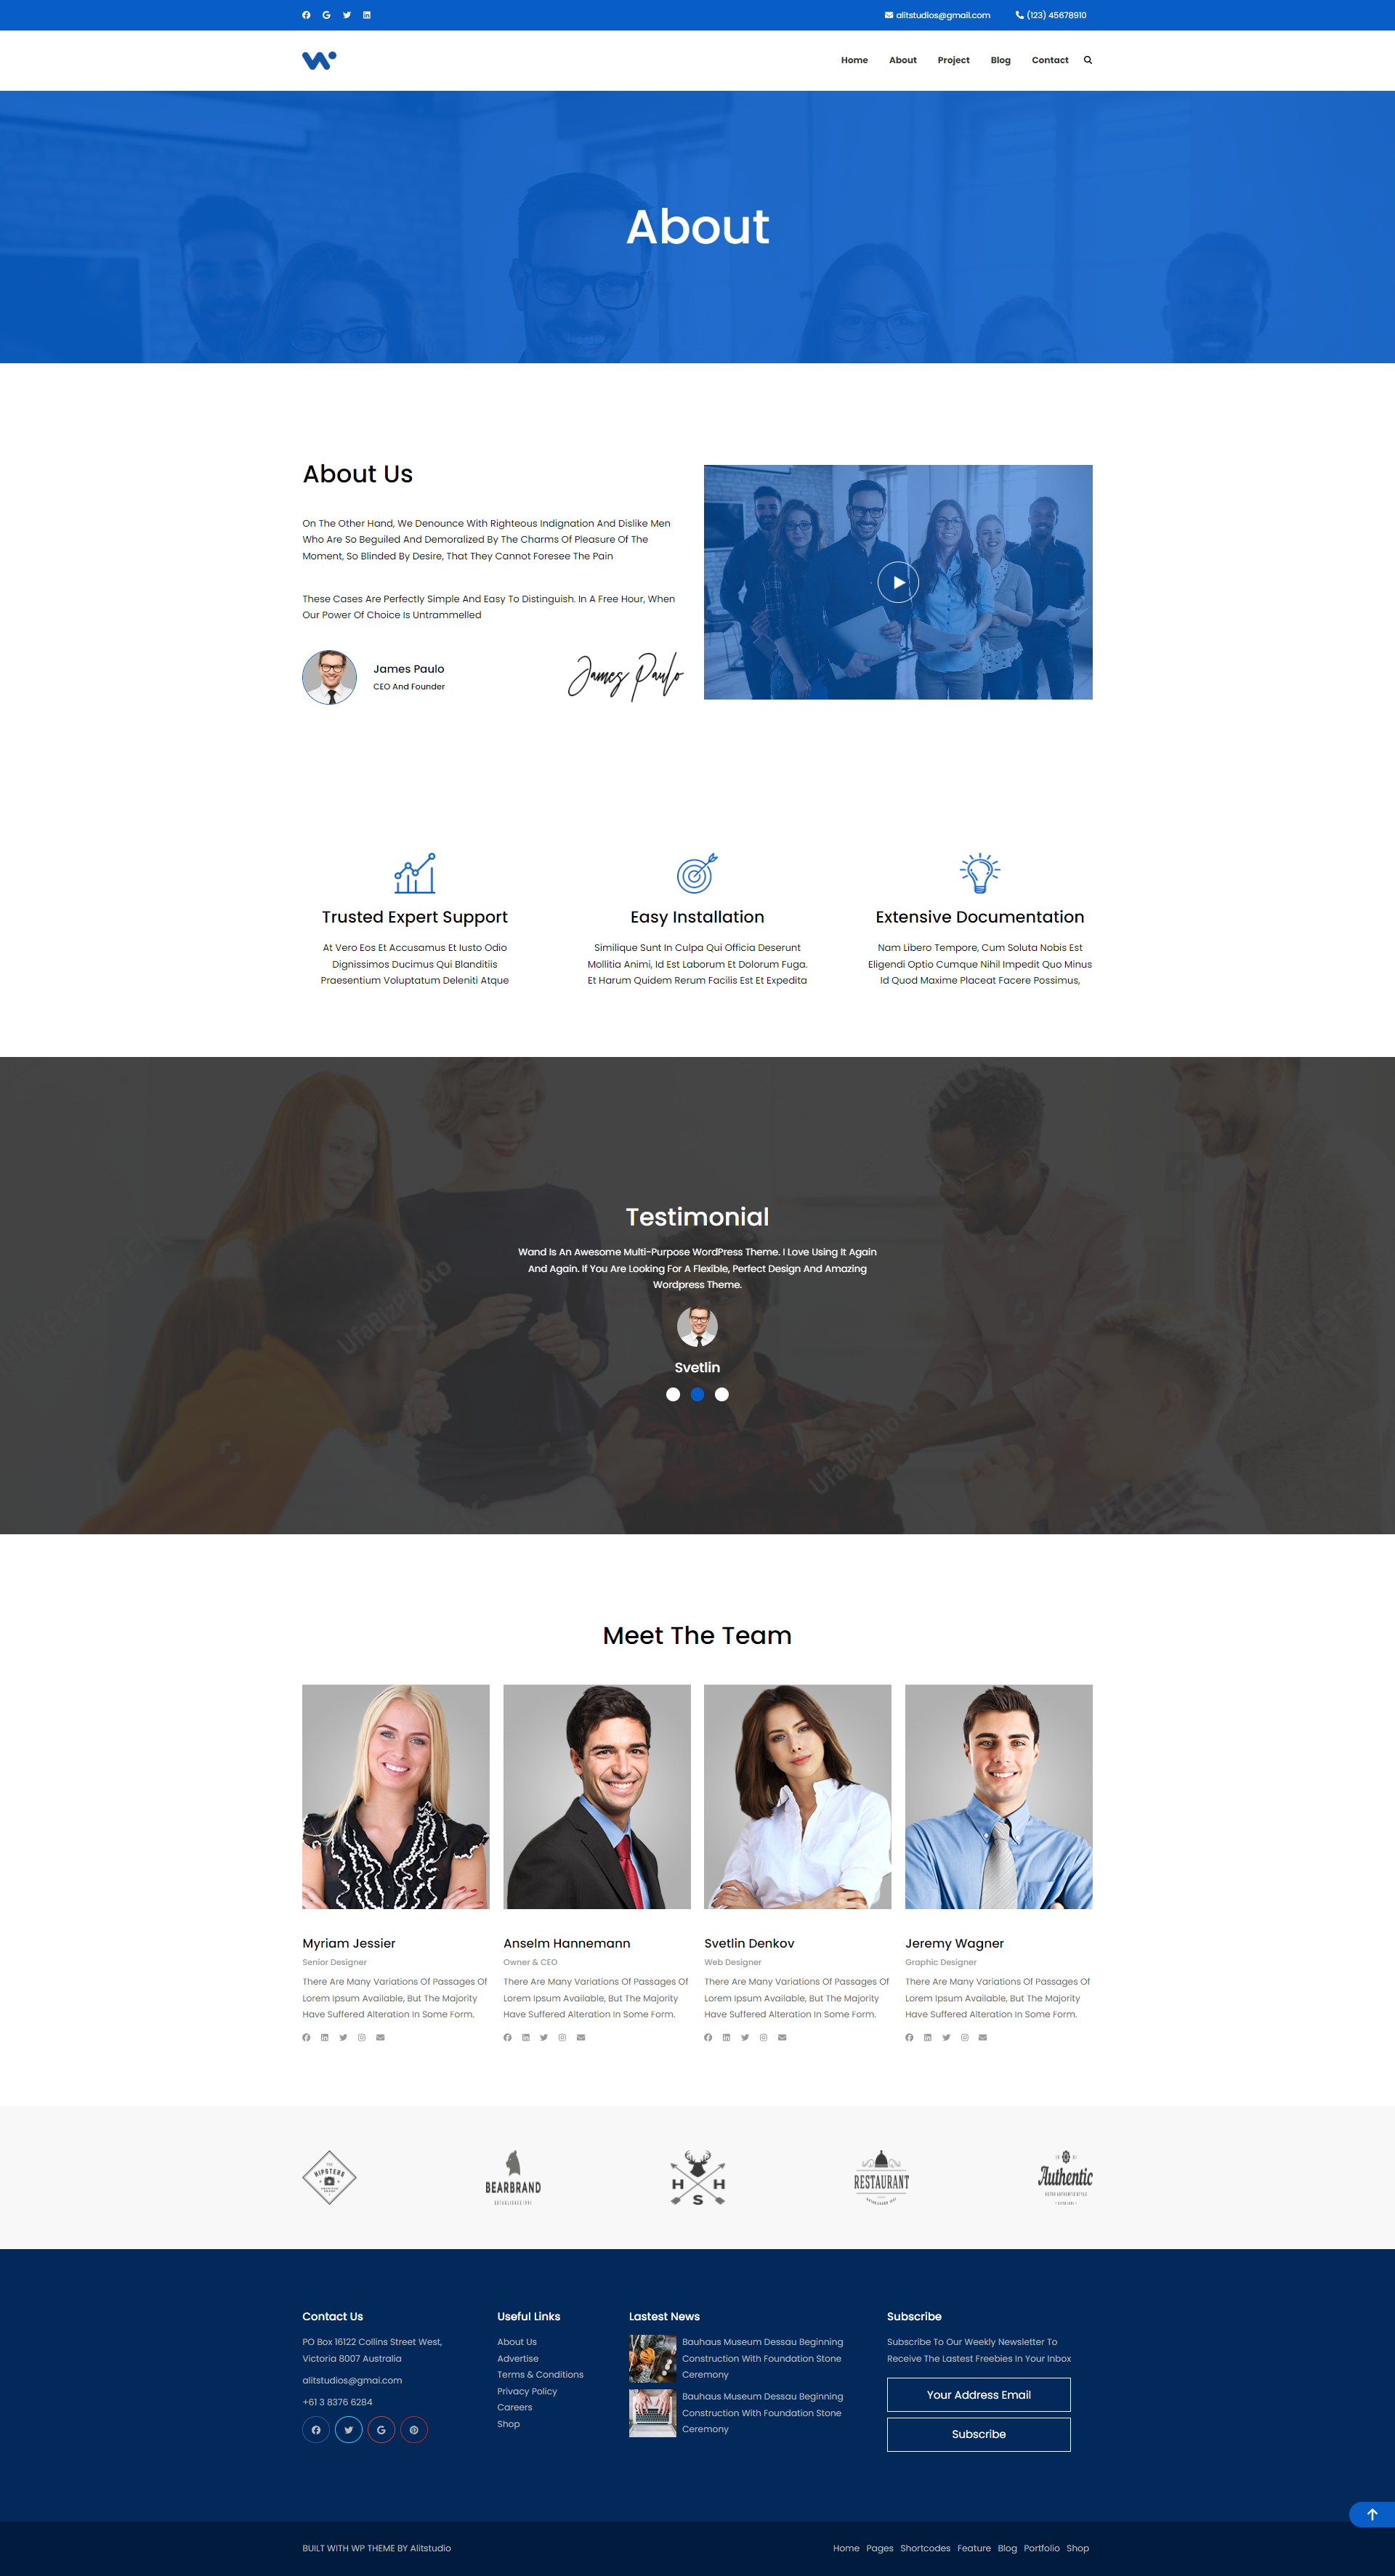 alitstudios@gmail.com (123) 45678910
Home About Project Blog Contact
About
About Us
On The Other Hand, We Denounce With Righteous Indignation And Dislike Men
Who Are So Beguiled And Demoralized By The Charms Of Pleasure Of The
Moment, So Blinded By Desire, That They Cannot Foresee The Pain
These Cases Are Perfectly Simple And Easy To Distinguish. In A Free Hour, When
Our Power Of Choice Is Untrammelled
James Paulo
CEO And Founder
James Paulo
Trusted Expert Support
At Vero Eos Et Accusamus Et Iusto Odio
Dignissimos Ducimus Qui Blanditiis
Praesentium Voluptatum Deleniti Atque
Easy Installation
Similique Sunt In Culpa Qui Officia Deserunt
Mollitia Animi, Id Est Laborum Et Dolorum Fuga.
Et Harum Quidem Rerum Facilis Est Et Expedita
Extensive Documentation
Nam Libero Tempore, Cum Soluta Nobis Est
Eligendi Optio Cumque Nihil Impedit Quo Minus
Id Quod Maxime Placeat Facere Possimus,
Testimonial
Wand Is An Awesome Multi-Purpose WordPress Theme. I Love Using It Again
And Again. If You Are Looking For A Flexible, Perfect Design And Amazing
Wordpress Theme.
Svetlin
UfaBizPhoto
UfaBizPhoto
Meet The Team
Myriam Jessier
Senior Designer
There Are Many Variations Of Passages Of
Lorem Ipsum Available, But The Majority
Have Suffered Alteration In Some Form.
Anselm Hannemann
Owner & CEO
There Are Many Variations Of Passages Of
Lorem Ipsum Available, But The Majority
Have Suffered Alteration In Some Form.
Svetlin Denkov
Web Designer
There Are Many Variations Of Passages Of
Lorem Ipsum Available, But The Majority
Have Suffered Alteration In Some Form.
Jeremy Wagner
Graphic Designer
There Are Many Variations Of Passages Of
Lorem Ipsum Available, But The Majority
Have Suffered Alteration In Some Form.
HIPSTERS
BEARBRAND
H H
S
RESTAURANT
Authentic
Contact Us
PO Box 16122 Collins Street West,
Victoria 8007 Australia
alitstudios@gmai.com
+61 3 8376 6284
Useful Links
About Us
Advertise
Terms & Conditions
Privacy Policy
Careers
Shop
Lastest News
Bauhaus Museum Dessau Beginning
Construction With Foundation Stone
Ceremony
Bauhaus Museum Dessau Beginning
Construction With Foundation Stone
Ceremony
Subscribe
Subscribe To Our Weekly Newsletter To
Receive The Lastest Freebies In Your Inbox
Your Address Email
Subscribe
BUILT WITH WP THEME BY Alitstudio
Home Pages Shortcodes Feature Blog Portfolio Shop